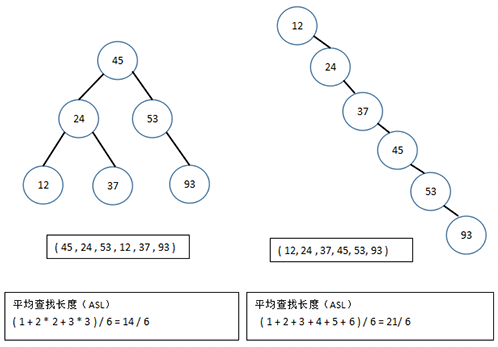 45
24
53
12
37
93
( 45 , 24 , 53 , 12 , 37 , 93 )
平均查找长度（ASL）
( 1 + 2 * 2 + 3 * 3 ) / 6 = 14 / 6
12
24
37
45
53
93
( 12, 24 , 37, 45, 53, 93 )
平均查找长度（ASL）
( 1 + 2 + 3 + 4 + 5 + 6 ) / 6 = 21/ 6